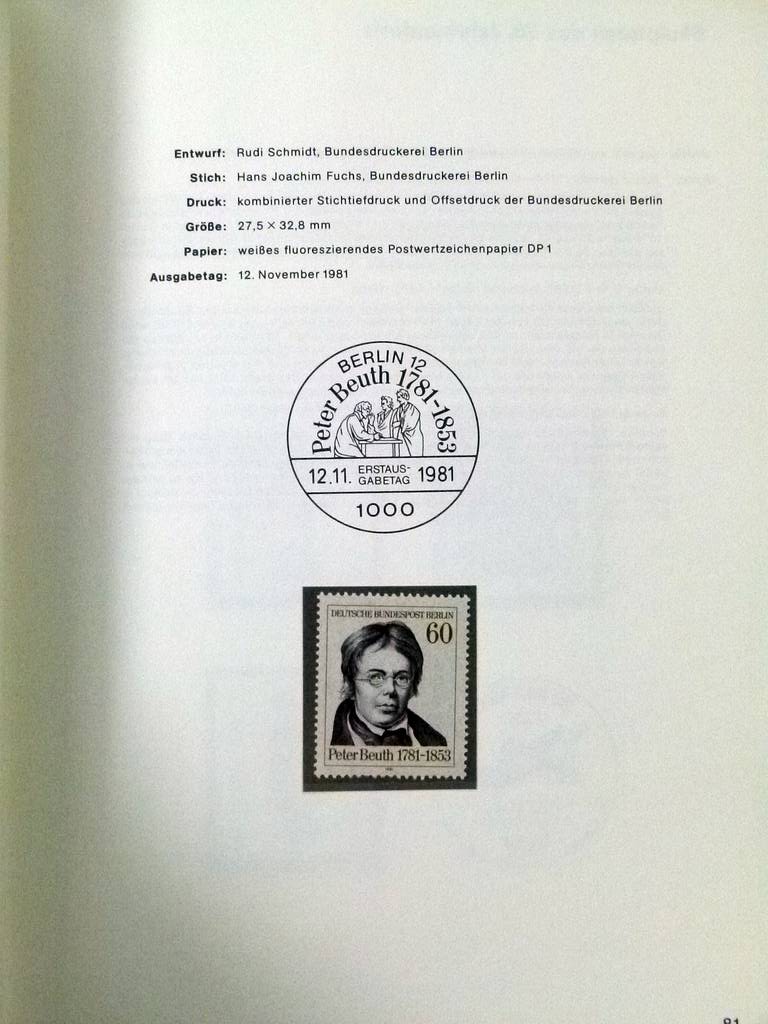 Entwurf: Rudi Schmidt, Bundesdruckerei Berlin
Stich: Hans Joachim Fuchs, Bundesdruckerei Berlin
Druck: kombinierter Stichtiefdruck und Offsetdruck der Bundesdruckerei Berlin
Größe: 27,5 × 32,8 mm
Papier: weißes fluoreszierendes Postwertzeichenpapier DP 1
Ausgabetag: 12. November 1981
BERLIN 12
Peter Beuth 1781-1853
12.11. ERSTAUS-
GABETAG 1981
1000
DEUTSCHE BUNDESPOST BERLIN
60
Peter Beuth 1781-1853